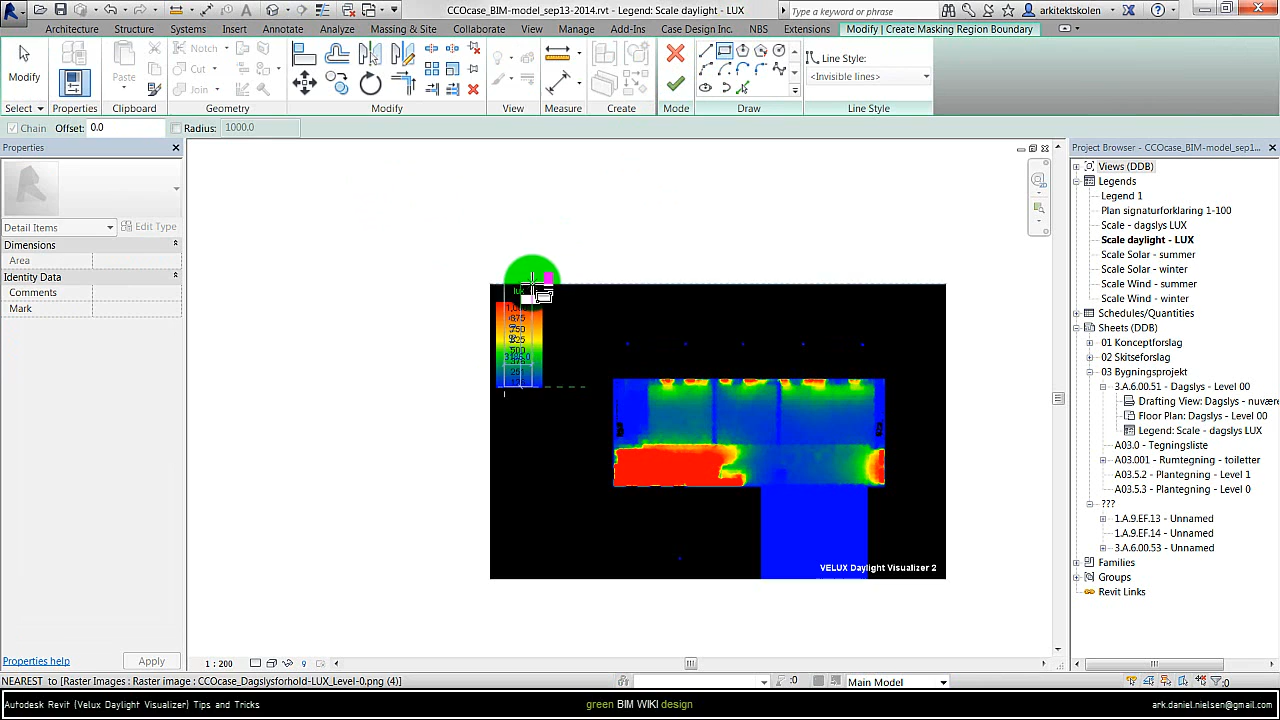 CCOcase_BIM-model_sep13-2014.rvt - Legend: Scale daylight - LUX
Type a keyword or phrase
arkitektskolen
Architecture Structure Systems Insert Annotate Analyze Massing & Site Collaborate View Manage Add-Ins Case Design Inc. NBS Extensions Modify | Create Masking Region Boundary
Modify
Paste
Notch
Cut
Join
Line Style:
<Invisible lines>
Select Properties Clipboard Geometry Modify View Measure Create Mode Draw Line Style
Chain Offset: 0.0 Radius: 1000.0
Properties
Detail Items Edit Type
Dimensions
Area
Identity Data
Comments
Mark
Properties help Apply
lux
875
750
500
VELUX Daylight Visualizer 2
Project Browser - CCOcase_BIM-model_sep1...
Views (DDB)
Legends
Legend 1
Plan signaturforklaring 1-100
Scale - dagslys LUX
Scale daylight - LUX
Scale Solar - summer
Scale Solar - winter
Scale Wind - summer
Scale Wind - winter
Schedules/Quantities
Sheets (DDB)
01 Konceptforslag
02 Skitseforslag
03 Bygningsprojekt
3.A.6.00.51 - Dagslys - Level 00
Drafting View: Dagslys - nuvære
Floor Plan: Dagslys - Level 00
Legend: Scale - dagslys LUX
A03.0 - Tegningsliste
A03.001 - Rumtegning - toiletter
A03.5.2 - Plantegning - Level 1
A03.5.3 - Plantegning - Level 0
???
1.A.9.EF.13 - Unnamed
1.A.9.EF.14 - Unnamed
3.A.6.00.53 - Unnamed
Families
Groups
Revit Links
1 : 200
NEAREST to [Raster Images : Raster image : CCOcase_Dagslysforhold-LUX_Level-0.png (4)]
:0
Main Model
:0
Autodesk Revit (Velux Daylight Visualizer) Tips and Tricks
green BIM WIKI design
ark.daniel.nielsen@gmail.com